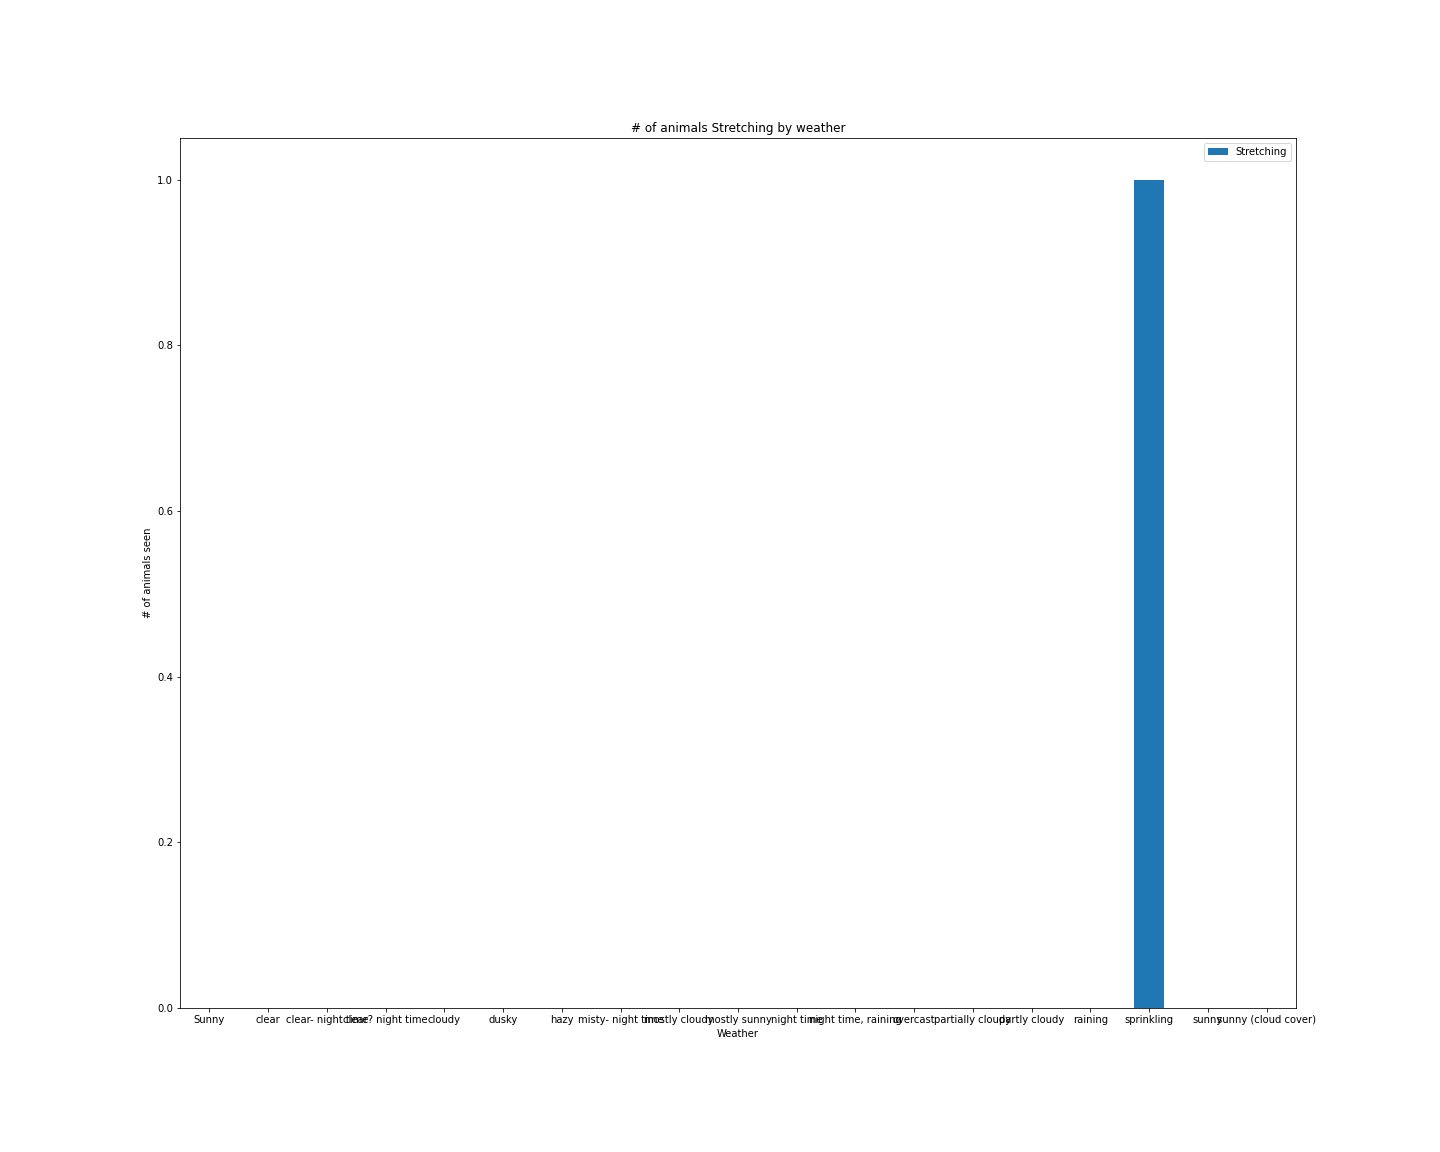 # of animals Stretching by weather
Stretching
1.0
0.8
0.6
0.4
0.2
0.0
# of animals seen
Sunny clear clear- night time clear? night time cloudy dusky hazy misty- night time mostly cloudy mostly sunny night time night time, raining overcast partially cloudy partly cloudy raining sprinkling sunny sunny (cloud cover)
Weather